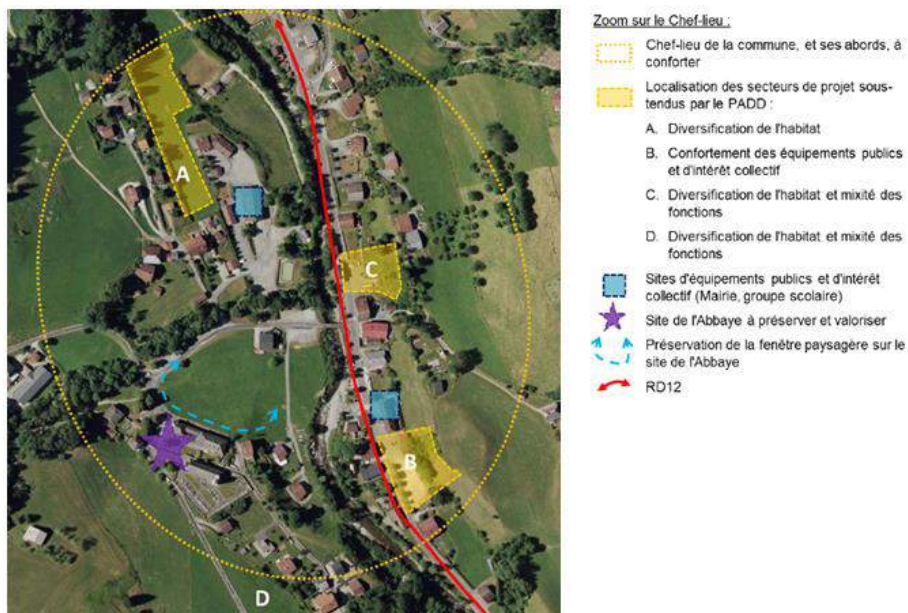 Zoom sur le Chef-lieu :
Chef-lieu de la commune, et ses abords, à
conforter
Localisation des secteurs de projet sous-
tendus par le PADD :
A. Diversification de l'habitat
B. Confortement des équipements publics
et d'intérêt collectif
C. Diversification de l'habitat et mixité des
fonctions
D. Diversification de l'habitat et mixité des
fonctions
Sites d'équipements publics et d'intérêt
collectif (Mairie, groupe scolaire)
Site de l'Abbaye à préserver et valoriser
Préservation de la fenêtre paysagère sur le
site de l'Abbaye
RD12
A
C
B
D